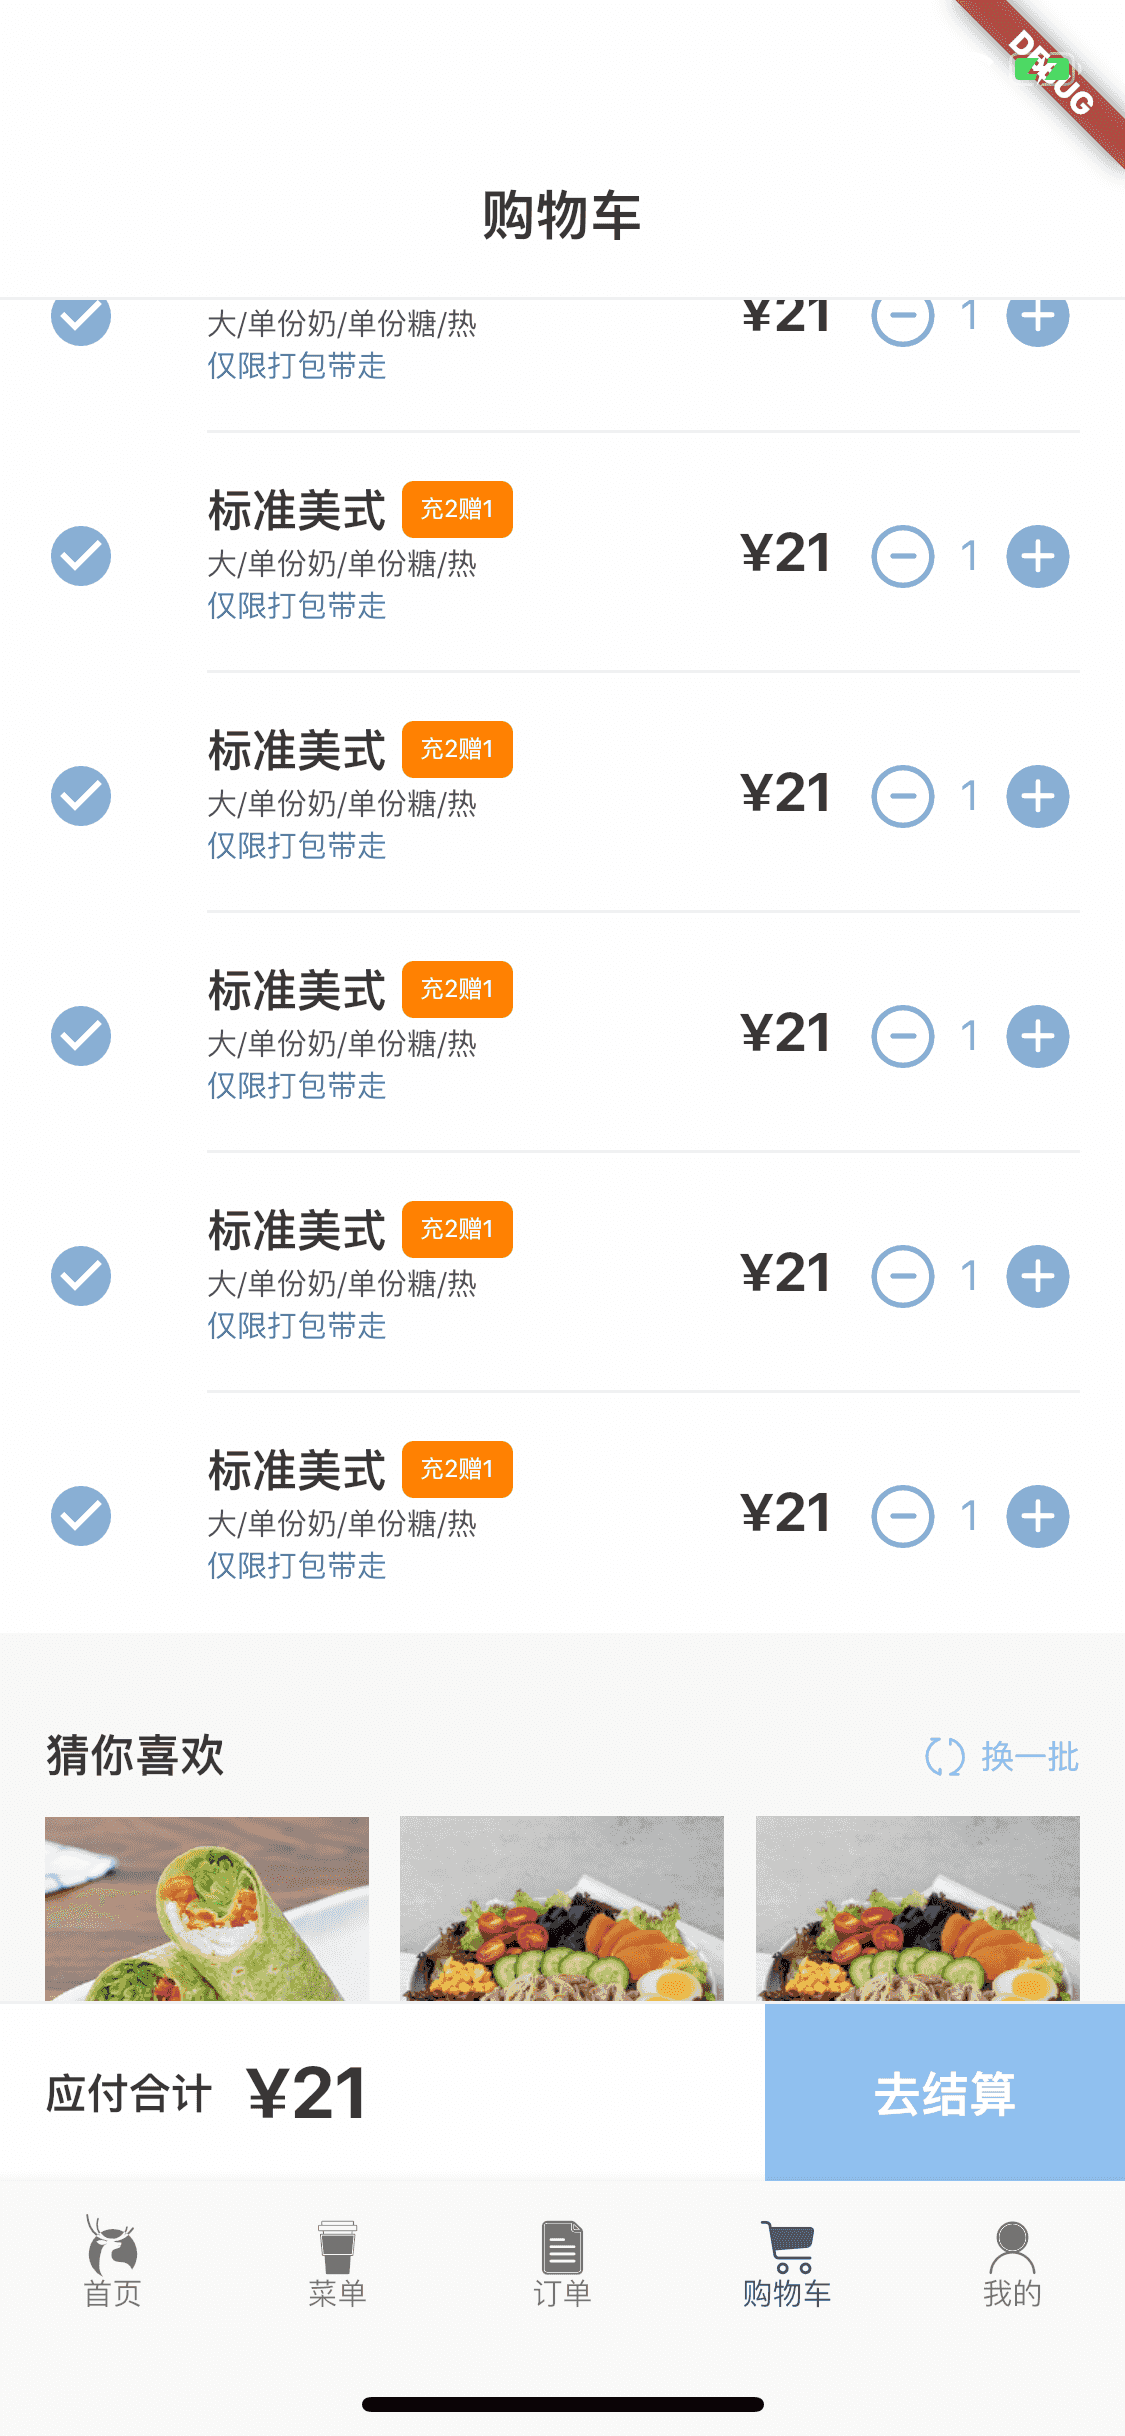 DEBUG
购物车
大/单份奶/单份糖/热
¥21
1
仅限打包带走
标准美式 充2赠1
大/单份奶/单份糖/热
¥21
1
仅限打包带走
标准美式 充2赠1
大/单份奶/单份糖/热
¥21
1
仅限打包带走
标准美式 充2赠1
大/单份奶/单份糖/热
¥21
1
仅限打包带走
标准美式 充2赠1
大/单份奶/单份糖/热
¥21
1
仅限打包带走
标准美式 充2赠1
大/单份奶/单份糖/热
¥21
1
仅限打包带走
猜你喜欢
换一批
应付合计 ¥21
去结算
首页
菜单
订单
购物车
我的